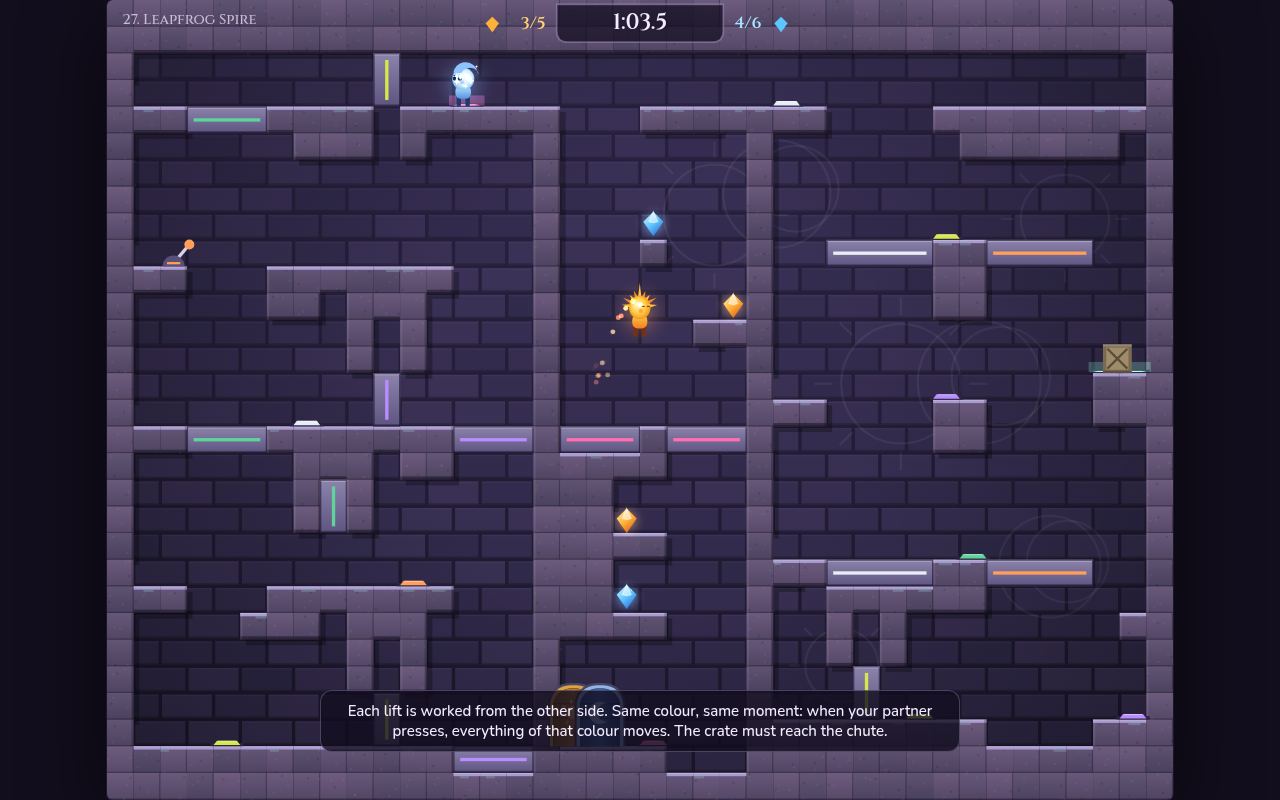 27. Leapfrog Spire
3/5
1:03.5
4/6
Each lift is worked from the other side. Same colour, same moment: when your partner
presses, everything of that colour moves. The crate must reach the chute.